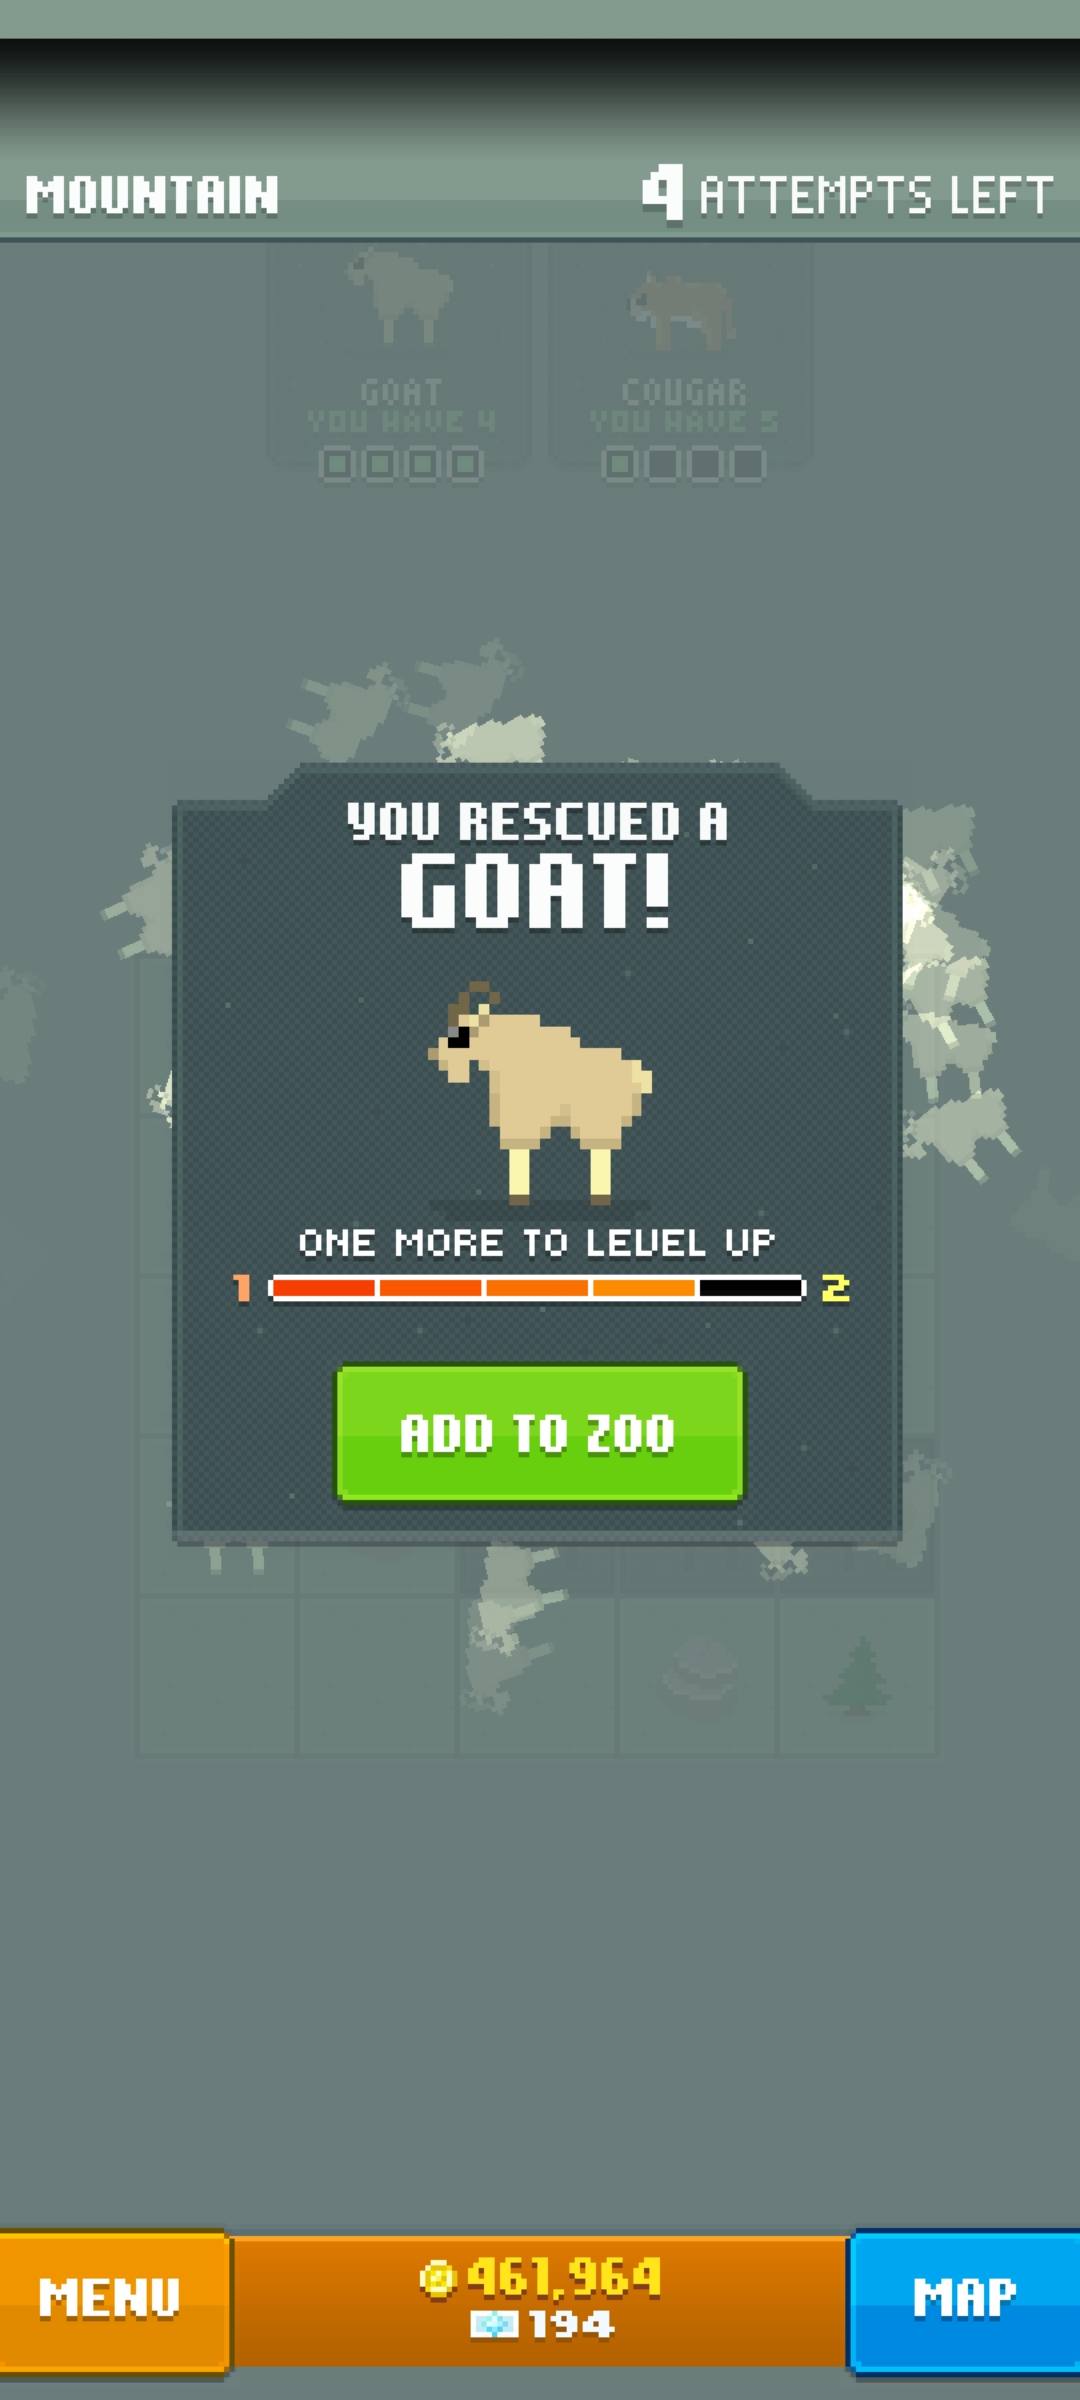 MOUNTAIN
4 ATTEMPTS LEFT
GOAT
YOU HAVE 4
COUGAR
YOU HAVE 5
YOU RESCUED A
GOAT!
ONE MORE TO LEVEL UP
1
2
ADD TO ZOO
MENU
461,964
194
MAP